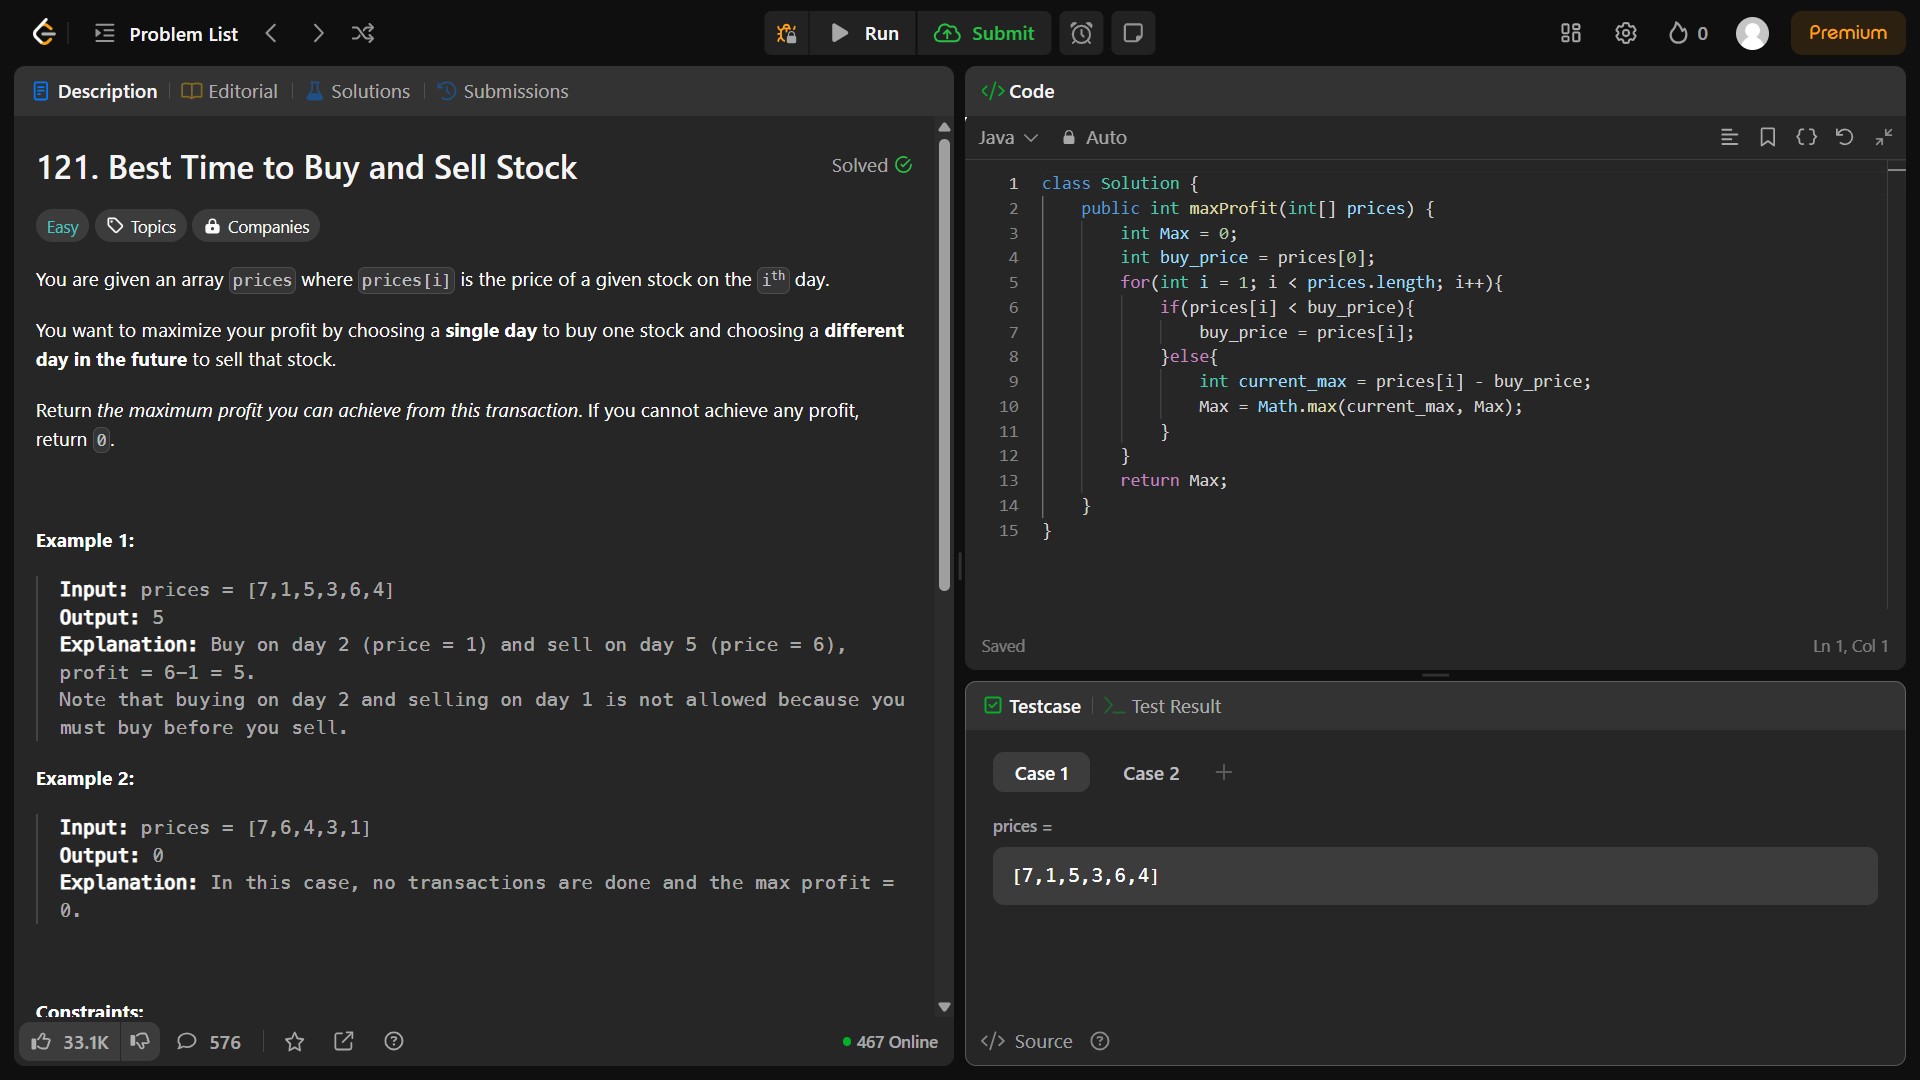 Problem List
Run
Submit
0
Premium
Description
Editorial
Solutions
Submissions
121. Best Time to Buy and Sell Stock
Solved
Easy
Topics
Companies
You are given an array prices where prices[i] is the price of a given stock on the ith day.
You want to maximize your profit by choosing a single day to buy one stock and choosing a different
day in the future to sell that stock.
Return the maximum profit you can achieve from this transaction. If you cannot achieve any profit,
return 0.
Example 1:
Input: prices = [7,1,5,3,6,4]
Output: 5
Explanation: Buy on day 2 (price = 1) and sell on day 5 (price = 6),
profit = 6-1 = 5.
Note that buying on day 2 and selling on day 1 is not allowed because you
must buy before you sell.
Example 2:
Input: prices = [7,6,4,3,1]
Output: 0
Explanation: In this case, no transactions are done and the max profit =
0.
Constraints:
33.1K
576
467 Online
</> Code
Java
Auto
1 class Solution {
2     public int maxProfit(int[] prices) {
3         int Max = 0;
4         int buy_price = prices[0];
5         for(int i = 1; i < prices.length; i++){
6             if(prices[i] < buy_price){
7                 buy_price = prices[i];
8             }else{
9                 int current_max = prices[i] - buy_price;
10                 Max = Math.max(current_max, Max);
11             }
12         }
13         return Max;
14     }
15 }
Saved
Ln 1, Col 1
Testcase
Test Result
Case 1
Case 2
prices =
[7,1,5,3,6,4]
</> Source